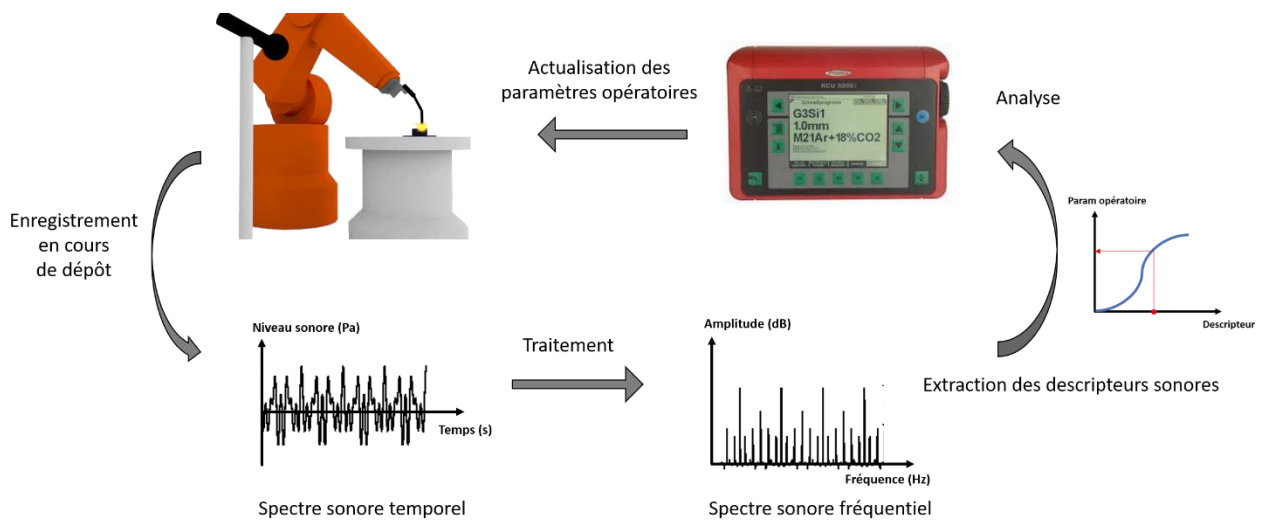 Actualisation des
paramètres opératoires
RCU 5000i
G3Si1
1.0mm
M21Ar+18%CO2
Analyse
Param opératoire
Descripteur
Enregistrement
en cours
de dépôt
Niveau sonore (Pa)
Temps (s)
Spectre sonore temporel
Traitement
Amplitude (dB)
Fréquence (Hz)
Spectre sonore fréquentiel
Extraction des descripteurs sonores